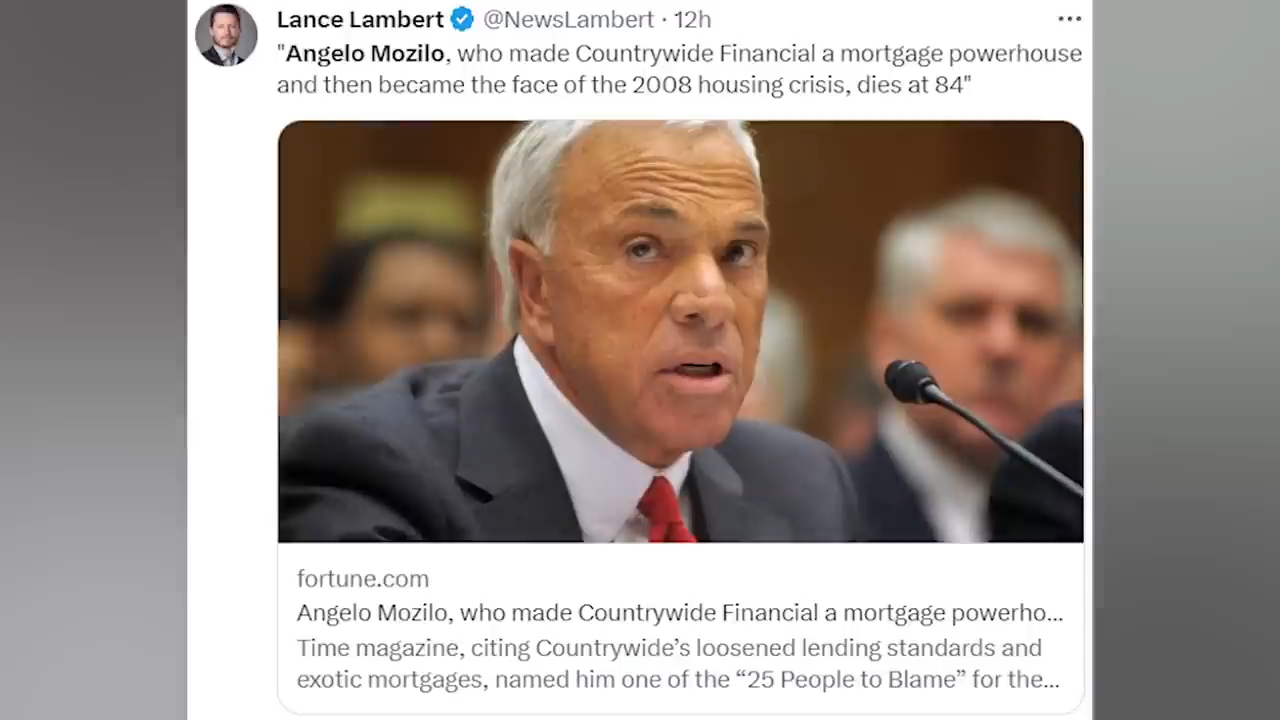 Lance Lambert @NewsLambert · 12h
"Angelo Mozilo, who made Countrywide Financial a mortgage powerhouse
and then became the face of the 2008 housing crisis, dies at 84"
fortune.com
Angelo Mozilo, who made Countrywide Financial a mortgage powerho...
Time magazine, citing Countrywide’s loosened lending standards and
exotic mortgages, named him one of the “25 People to Blame” for the...